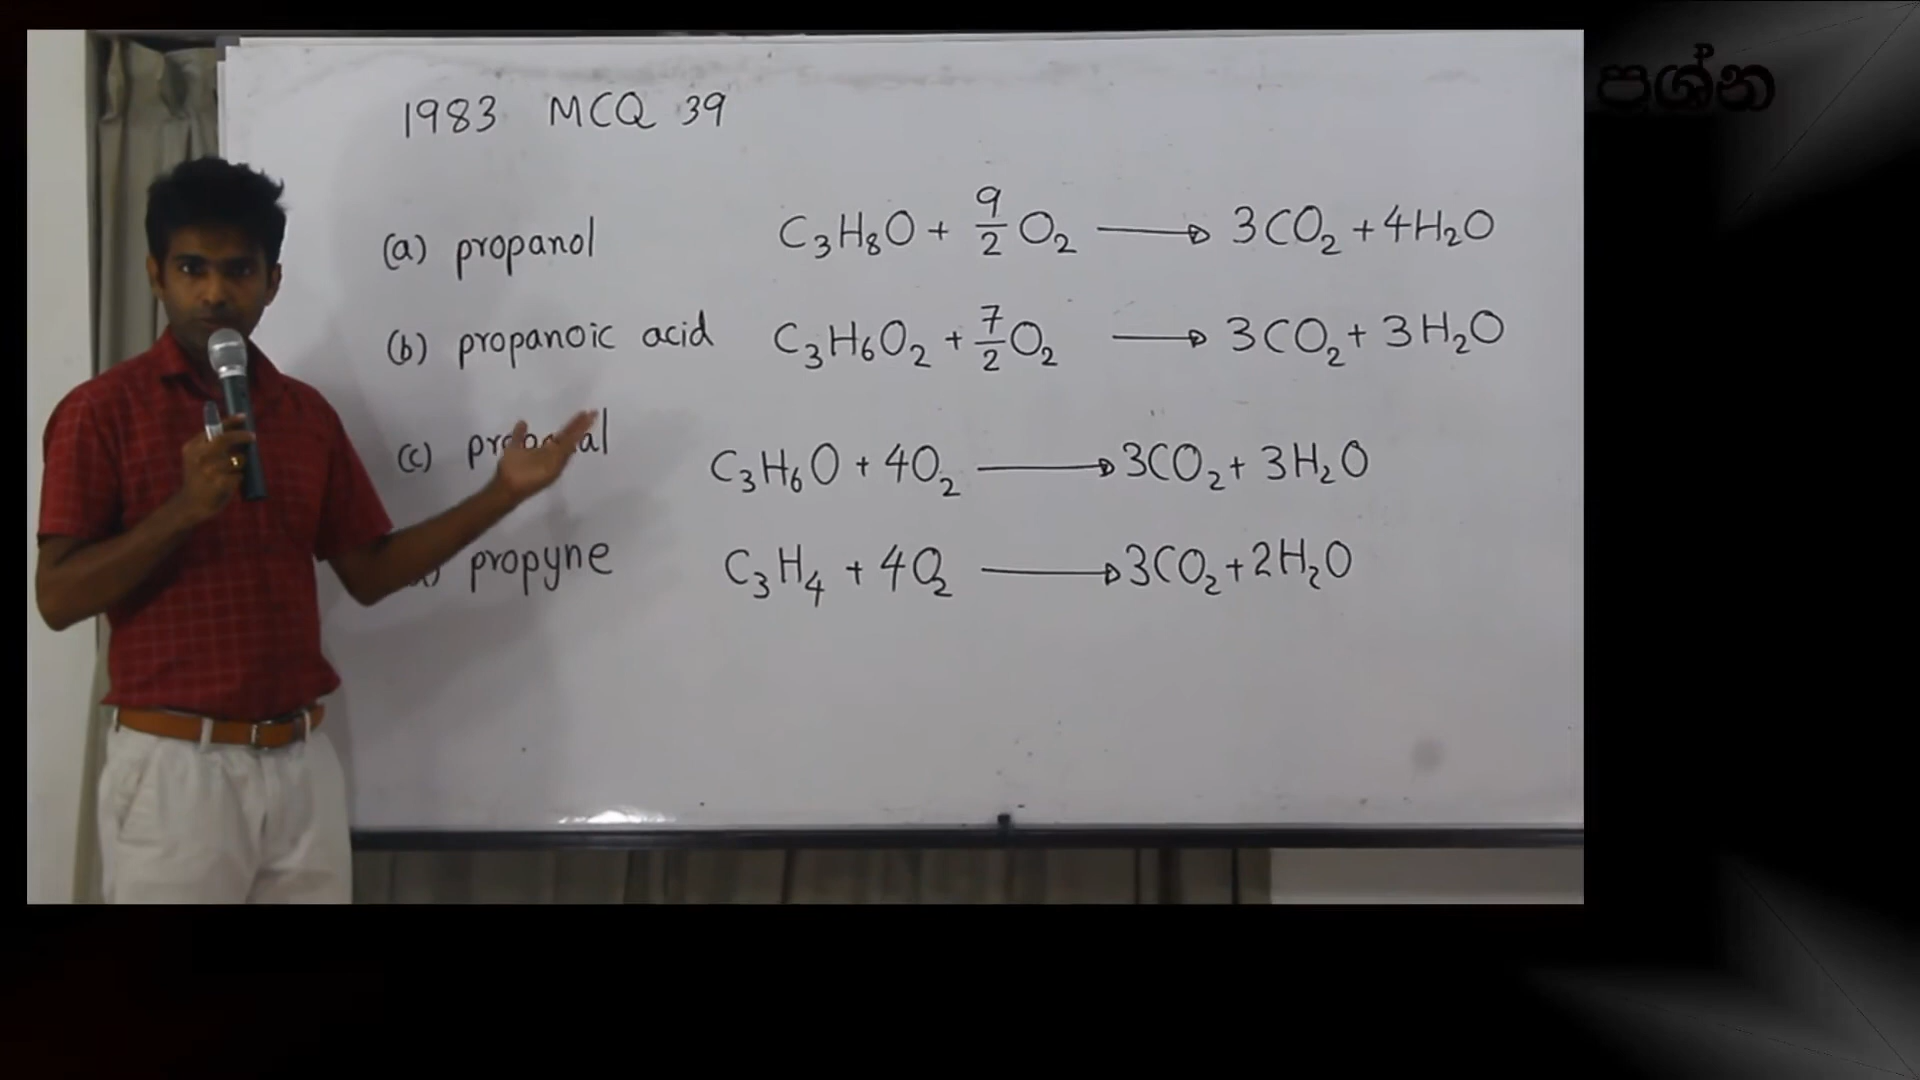 පශ්න
1983 MCQ 39
(a) propanol C₃H₈O + 9/2 O₂ → 3CO₂ + 4H₂O
(b) propanoic acid C₃H₆O₂ + 7/2 O₂ → 3CO₂ + 3H₂O
(c) C₃H₆O + 4O₂ → 3CO₂ + 3H₂O
propyne C₃H₄ + 4O₂ → 3CO₂ + 2H₂O